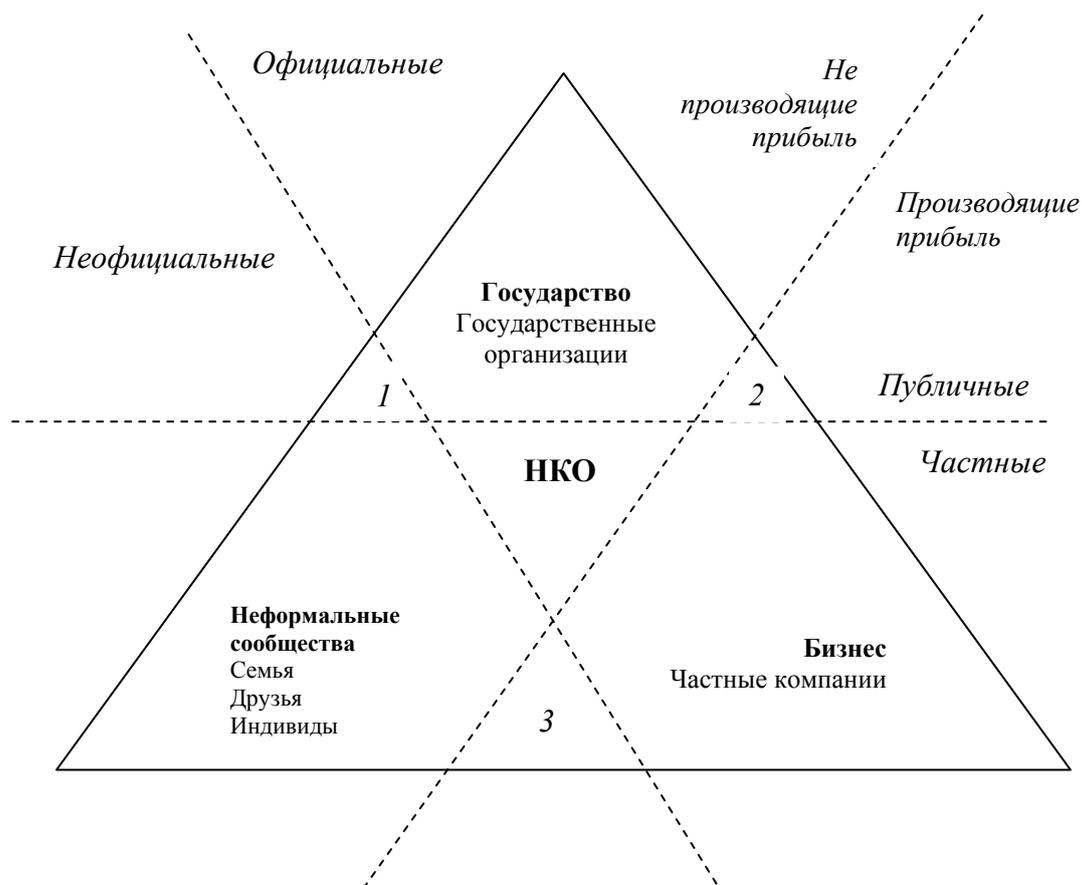 Официальные
Не
производящие
прибыль
Производящие
прибыль
Неофициальные
Государство
Государственные
организации
1
2
Публичные
НКО
Частные
Неформальные
сообщества
Семья
Друзья
Индивиды
Бизнес
Частные компании
3